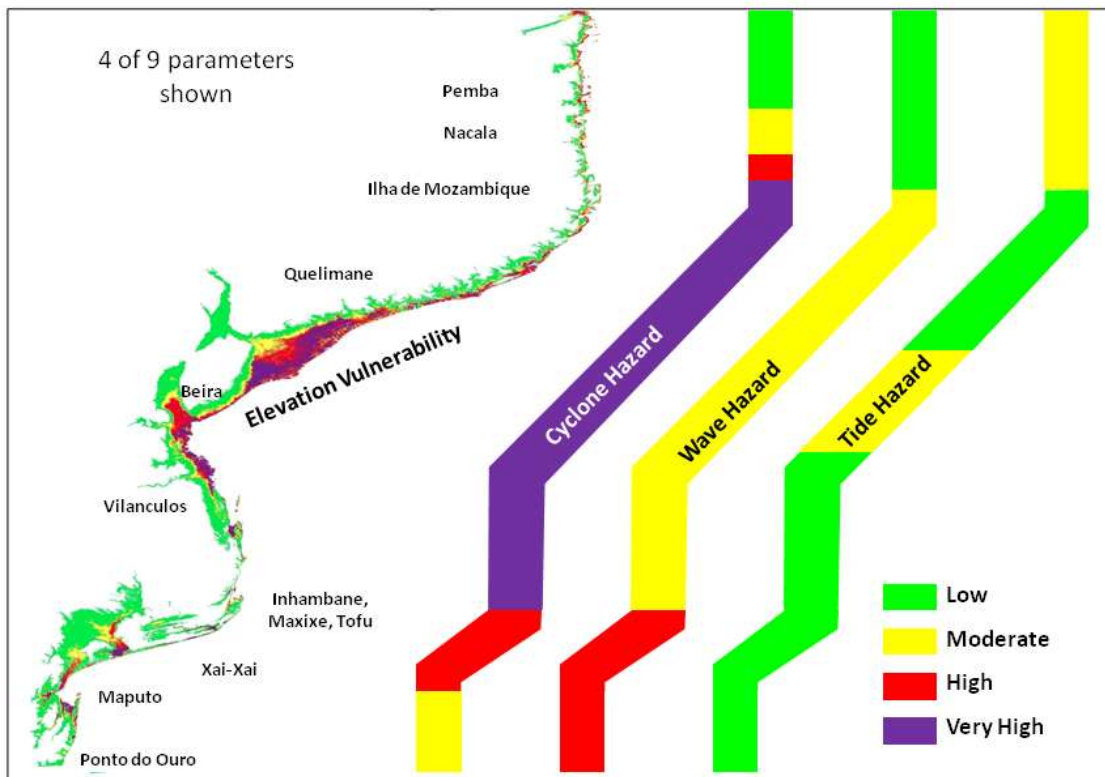 4 of 9 parameters
shown
Pemba
Nacala
Ilha de Mozambique
Quelimane
Beira
Elevation Vulnerability
Vilanculos
Inhambane,
Maxixe, Tofu
Xai-Xai
Maputo
Ponto do Ouro
Cyclone Hazard
Wave Hazard
Tide Hazard
Low
Moderate
High
Very High